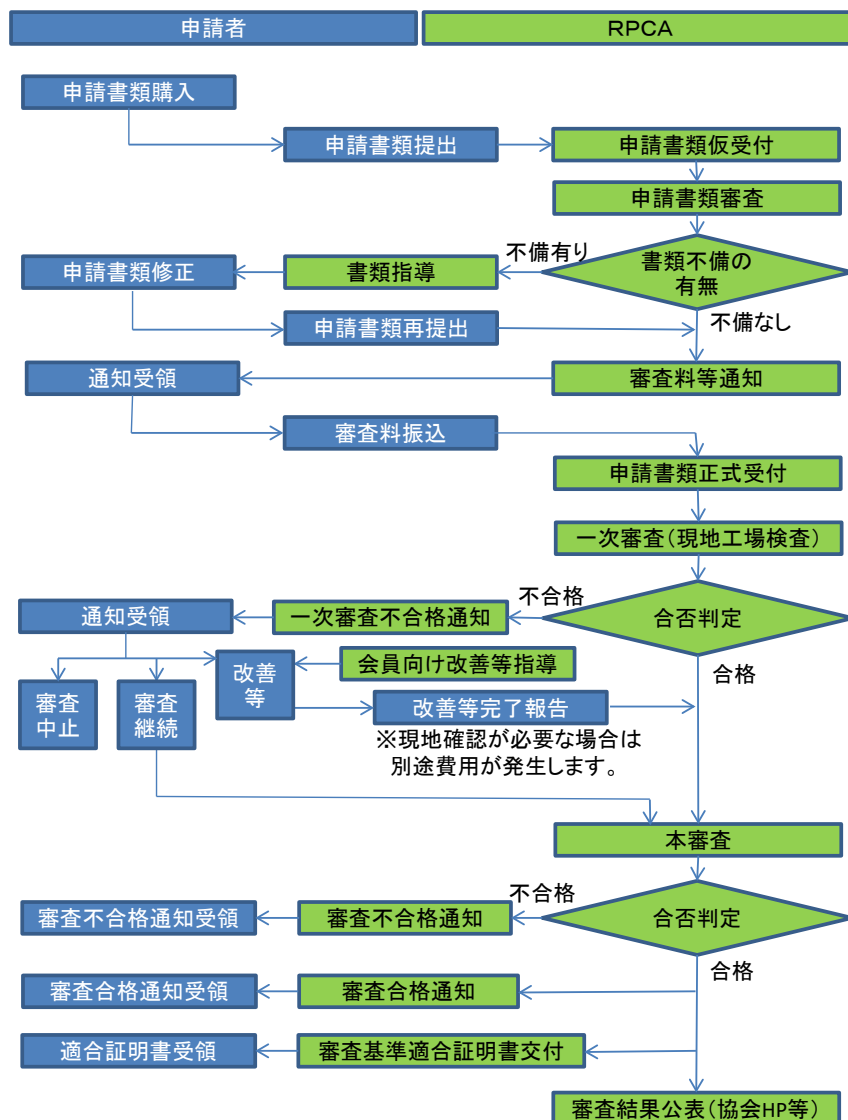 申請者
RPCA
申請書類購入
申請書類提出
申請書類仮受付
申請書類審査
不備有り
書類不備の
有無
書類指導
申請書類修正
申請書類再提出
不備なし
通知受領
審査料等通知
審査料振込
申請書類正式受付
一次審査(現地工場検査)
不合格
合否判定
一次審査不合格通知
通知受領
合格
会員向け改善等指導
改善
等
審査
中止
審査
継続
改善等完了報告
※現地確認が必要な場合は
別途費用が発生します。
本審査
不合格
合否判定
審査不合格通知
審査不合格通知受領
合格
審査合格通知受領
審査合格通知
適合証明書受領
審査基準適合証明書交付
審査結果公表(協会HP等)